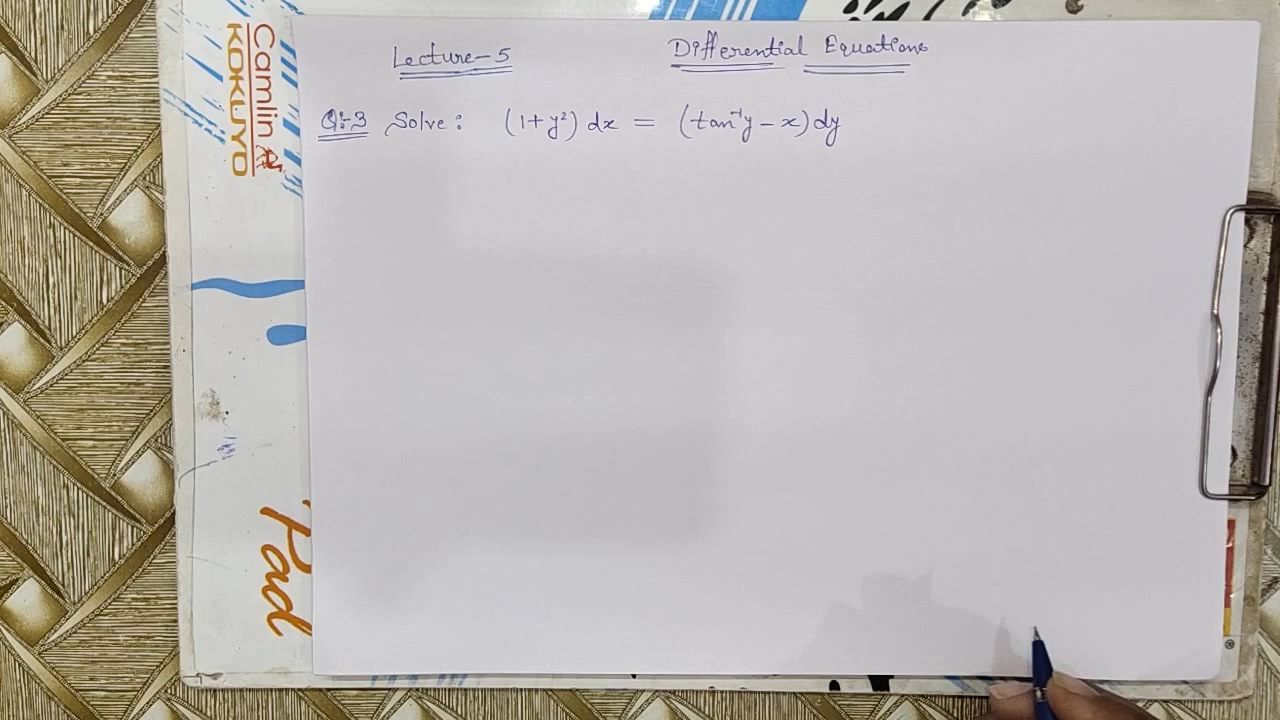 Lecture-5 Differential Equations
Q:-3 Solve: (1+y²) dx = (tan⁻¹y - x) dy
Camlin
KOKUYO
Pad